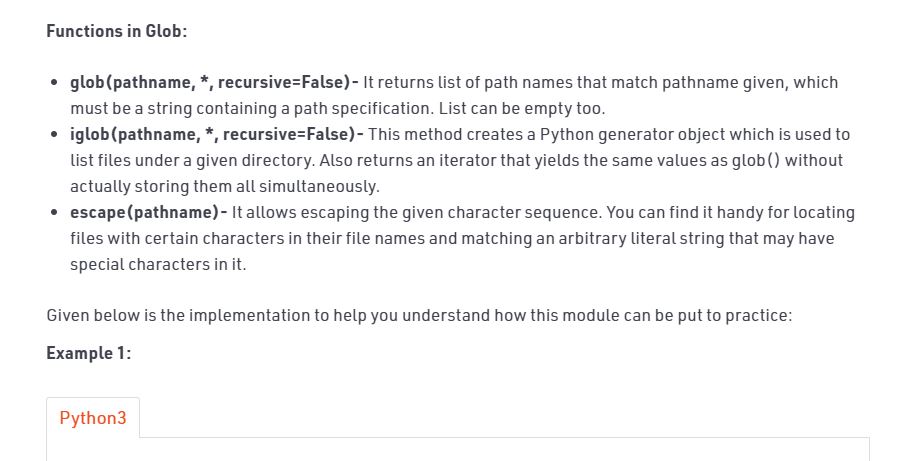 Functions in Glob:
• glob(pathname, *, recursive=False)- It returns list of path names that match pathname given, which
must be a string containing a path specification. List can be empty too.
• iglob(pathname, *, recursive=False)- This method creates a Python generator object which is used to
list files under a given directory. Also returns an iterator that yields the same values as glob() without
actually storing them all simultaneously.
• escape(pathname)- It allows escaping the given character sequence. You can find it handy for locating
files with certain characters in their file names and matching an arbitrary literal string that may have
special characters in it.
Given below is the implementation to help you understand how this module can be put to practice:
Example 1:
Python3